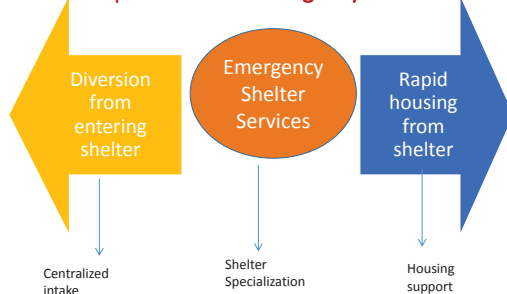 Diversion
from
entering
shelter
Emergency
Shelter
Services
Rapid
housing
from
shelter
Centralized
intake
Shelter
Specialization
Housing
support